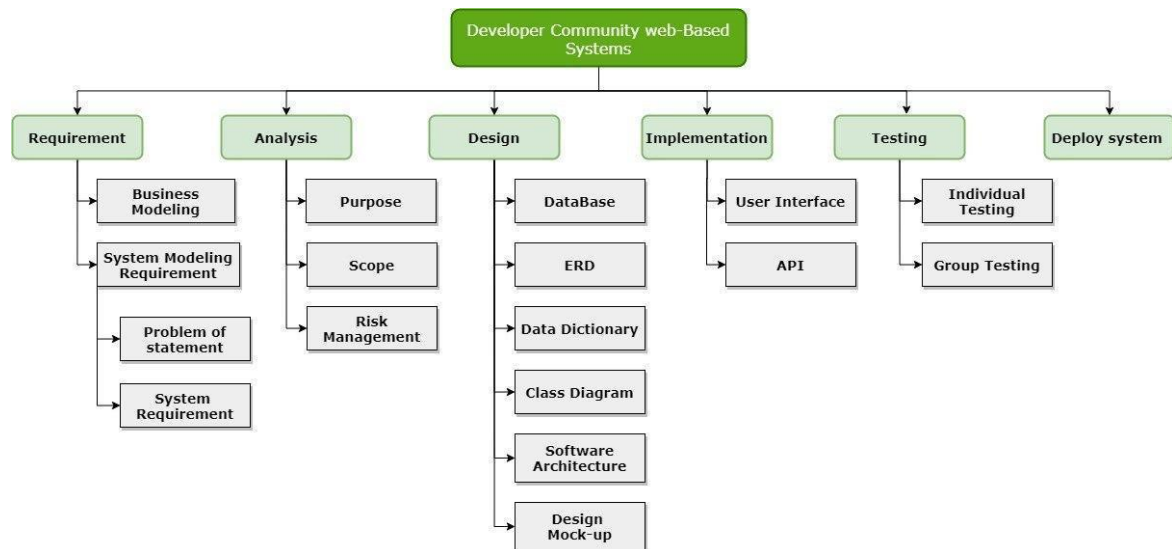 Developer Community web-Based
Systems
Requirement
Analysis
Design
Implementation
Testing
Deploy system
Business
Modeling
System Modeling
Requirement
Problem of
statement
System
Requirement
Purpose
Scope
Risk
Management
DataBase
ERD
Data Dictionary
Class Diagram
Software
Architecture
Design
Mock-up
User Interface
API
Individual
Testing
Group Testing